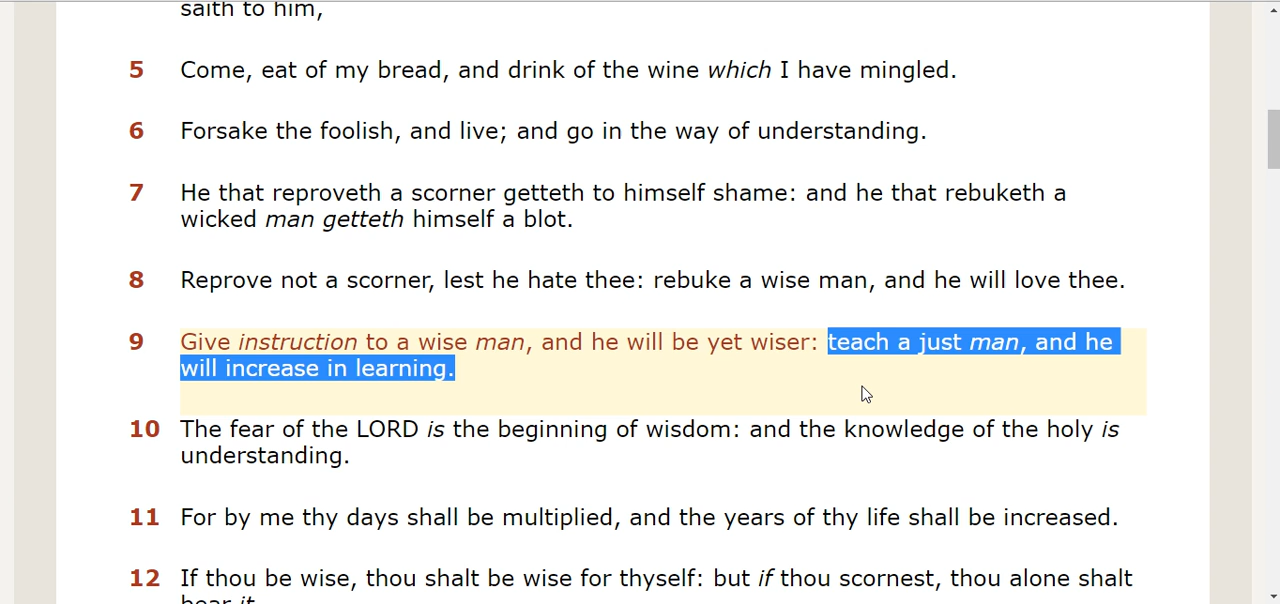 saith to him,
5 Come, eat of my bread, and drink of the wine which I have mingled.
6 Forsake the foolish, and live; and go in the way of understanding.
7 He that reproveth a scorner getteth to himself shame: and he that rebuketh a
wicked man getteth himself a blot.
8 Reprove not a scorner, lest he hate thee: rebuke a wise man, and he will love thee.
9 Give instruction to a wise man, and he will be yet wiser: teach a just man, and he
will increase in learning.
10 The fear of the LORD is the beginning of wisdom: and the knowledge of the holy is
understanding.
11 For by me thy days shall be multiplied, and the years of thy life shall be increased.
12 If thou be wise, thou shalt be wise for thyself: but if thou scornest, thou alone shalt
bear it.